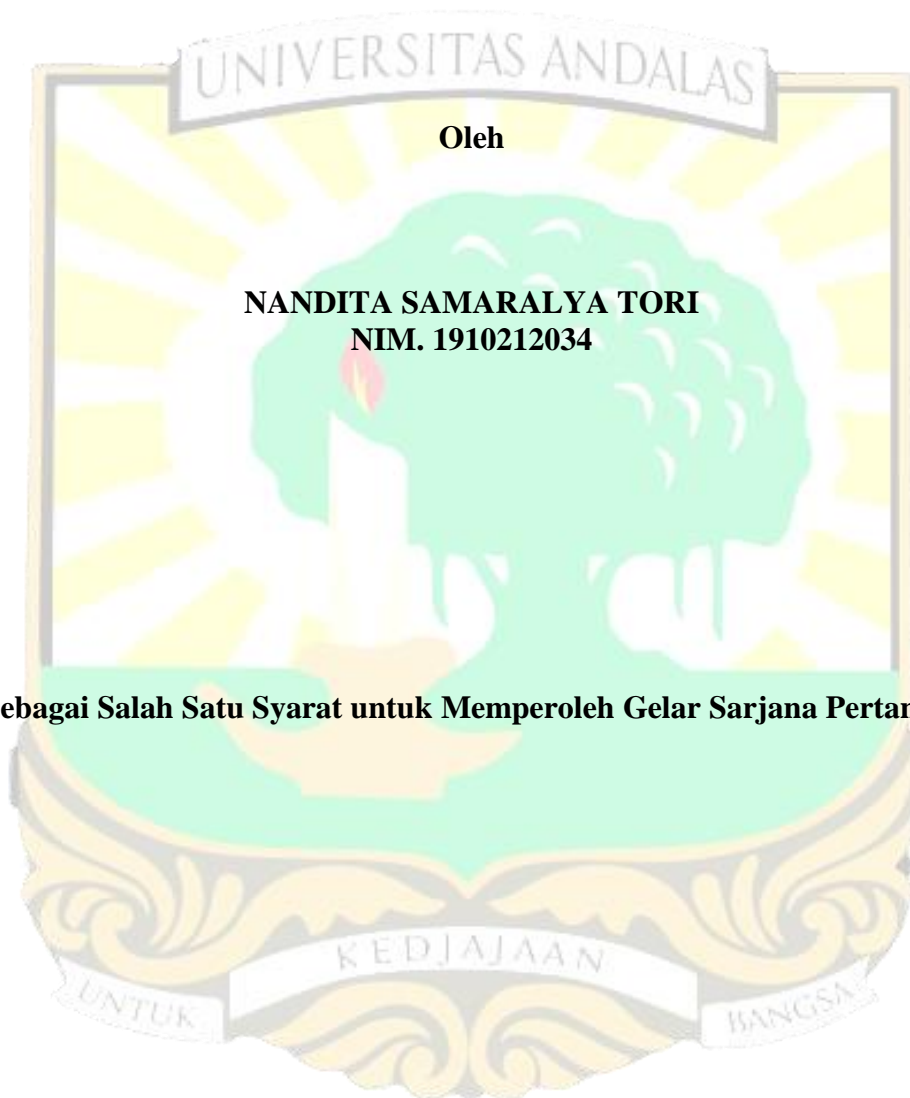 UNIVERSITAS ANDALAS
Oleh
NANDITA SAMARALYA TORI
NIM. 1910212034
ebagai Salah Satu Syarat untuk Memperoleh Gelar Sarjana
KEDJAJAAN
UNTUK
BANGSA